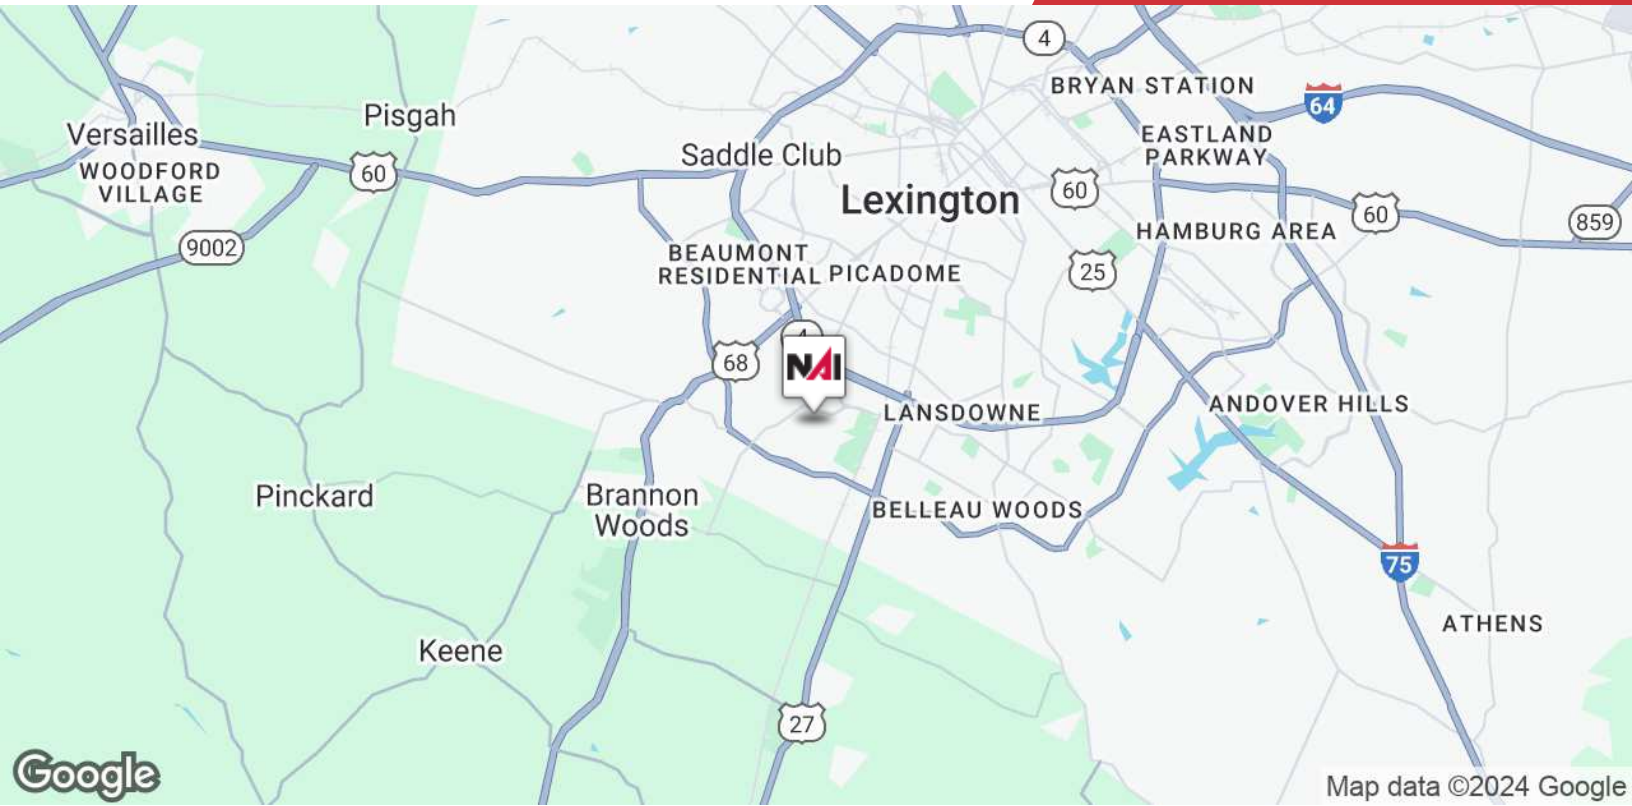 4
BRYAN STATION
64
Pisgah
Versailles
EASTLAND
PARKWAY
Saddle Club
WOODFORD
VILLAGE
60
60
Lexington
60
859
HAMBURG AREA
9002
BEAUMONT
RESIDENTIAL
PICADOME
25
4
68
NAI
ANDOVER HILLS
LANSDOWNE
Pinckard
Brannon
Woods
BELLEAU WOODS
75
ATHENS
Keene
27
Google
Map data ©2024 Google